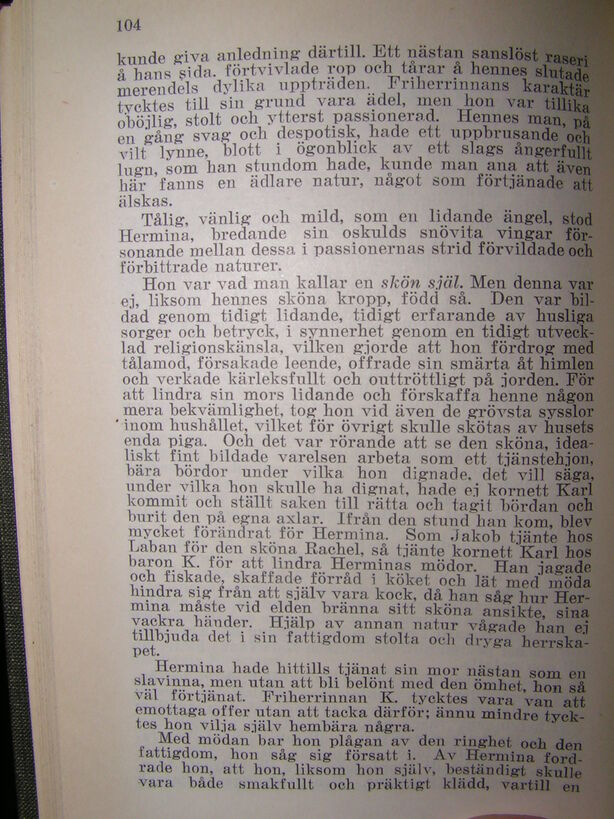 104
kunde giva anledning därtill. Ett nästan sanslöst raseri
å hans sida, förtvivlade rop och tårar å hennes slutade
merendels dylika uppträden. Friherrinnans karaktär
tycktes till sin grund vara ädel, men hon var tillika
oböjlig, stolt och ytterst passionerad. Hennes man, på
en gång svag och despotisk, hade ett uppbrusande och
vilt lynne, blott i ögonblick av ett slags ångerfullt
lugn, som han stundom hade, kunde man ana att även
här fanns en ädlare natur, något som förtjänade att
älskas.
Tålig, vänlig och mild, som en lidande ängel, stod
Hermina, bredande sin oskulds snövita vingar för-
sonande mellan dessa i passionernas strid förvildade och
förbittrade naturer.
Hon var vad man kallar en skön själ. Men denna var
ej, liksom hennes sköna kropp, född så. Den var bil-
dad genom tidigt lidande, tidigt erfarande av husliga
sorger och betryck, i synnerhet genom en tidigt utveck-
lad religionskänsla, vilken gjorde att hon fördrog med
tålamod, försakade leende, offrade sin smärta åt himlen
och verkade kärleksfullt och outtröttligt på jorden. För
att lindra sin mors lidande och förskaffa henne någon
mera bekvämlighet, tog hon vid även de grövsta sysslor
inom hushållet, vilket för övrigt skulle skötas av husets
enda piga. Och det var rörande att se den sköna, idea-
liskt fint bildade varelsen arbeta som ett tjänstehjon,
bära bördor under vilka hon dignade, det vill säga,
under vilka hon skulle ha dignat, hade ej kornett Karl
kommit och ställt saken till rätta och tagit bördan och
burit den på egna axlar. Ifrån den stund han kom, blev
mycket förändrat för Hermina. Som Jakob tjänte hos
Laban för den sköna Rachel, så tjänte kornett Karl hos
baron K. för att lindra Herminas mödor. Han jagade
och fiskade, skaffade förråd i köket och lät med möda
hindra sig från att själv vara kock, då han såg hur Her-
mina måste vid elden bränna sitt sköna ansikte, sina
vackra händer. Hjälp av annan natur vågade han ej
tillbjuda det i sin fattigdom stolta och dryga herrska-
pet.
Hermina hade hittills tjänat sin mor nästan som en
slavinna, men utan att bli belönt med den ömhet, hon så
väl förtjänat. Friherrinnan K. tycktes vara van att
emottaga offer utan att tacka därför; ännu mindre tyck-
tes hon vilja själv hembära några.
Med mödan bar hon plågan av den ringhet och den
fattigdom, hon såg sig försatt i. Av Hermina ford-
rade hon, att hon, liksom hon själv, beständigt skulle
vara både smakfullt och präktigt klädd, vartill en